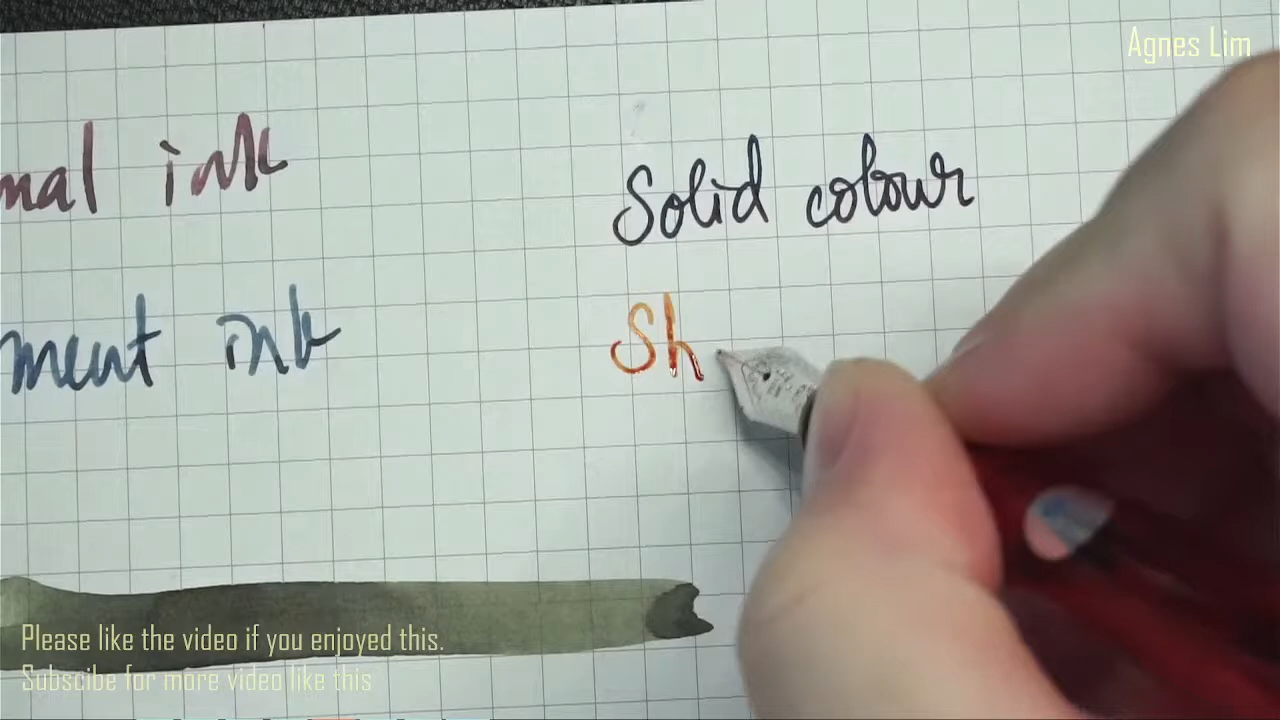 Agnes Lim
nal ink
Solid colour
ment ink
Sh
Please like the video if you enjoyed this.
Subscibe for more video like this